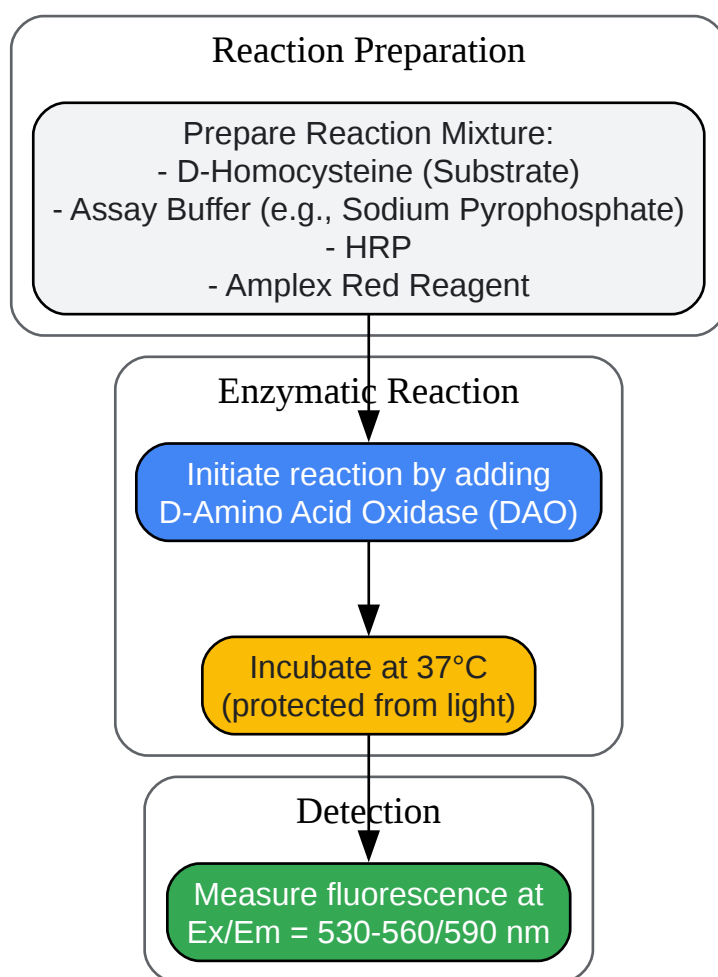 Reaction Preparation
Prepare Reaction Mixture:
- D-Homocysteine (Substrate)
- Assay Buffer (e.g., Sodium Pyrophosphate)
- HRP
- Amplex Red Reagent
Enzymatic Reaction
Initiate reaction by adding
D-Amino Acid Oxidase (DAO)
Incubate at 37°C
(protected from light)
Detection
Measure fluorescence at
Ex/Em = 530-560/590 nm